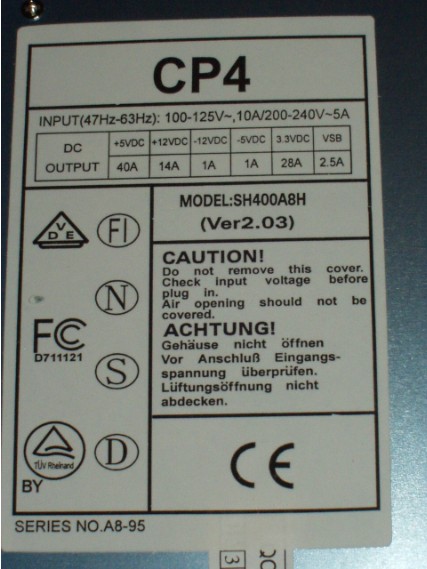 CP4
INPUT(47Hz-63Hz): 100-125V~,10A/200-240V~5A
DC OUTPUT +5VDC +12VDC -12VDC -5VDC 3.3VDC VSB
40A 14A 1A 1A 28A 2.5A
MODEL:SH400A8H
(Ver2.03)
VDE FI
N
FC
D711121
S
TÜV Rheinland
D
BY
CAUTION!
Do not remove this cover.
Check input voltage before
plug in.
Air opening should not be
covered.
ACHTUNG!
Gehäuse nicht öffnen
Vor Anschluß Eingangs-
spannung überprüfen.
Lüftungsöffnung nicht
abdecken.
CE
SERIES NO.A8-95
QC
3